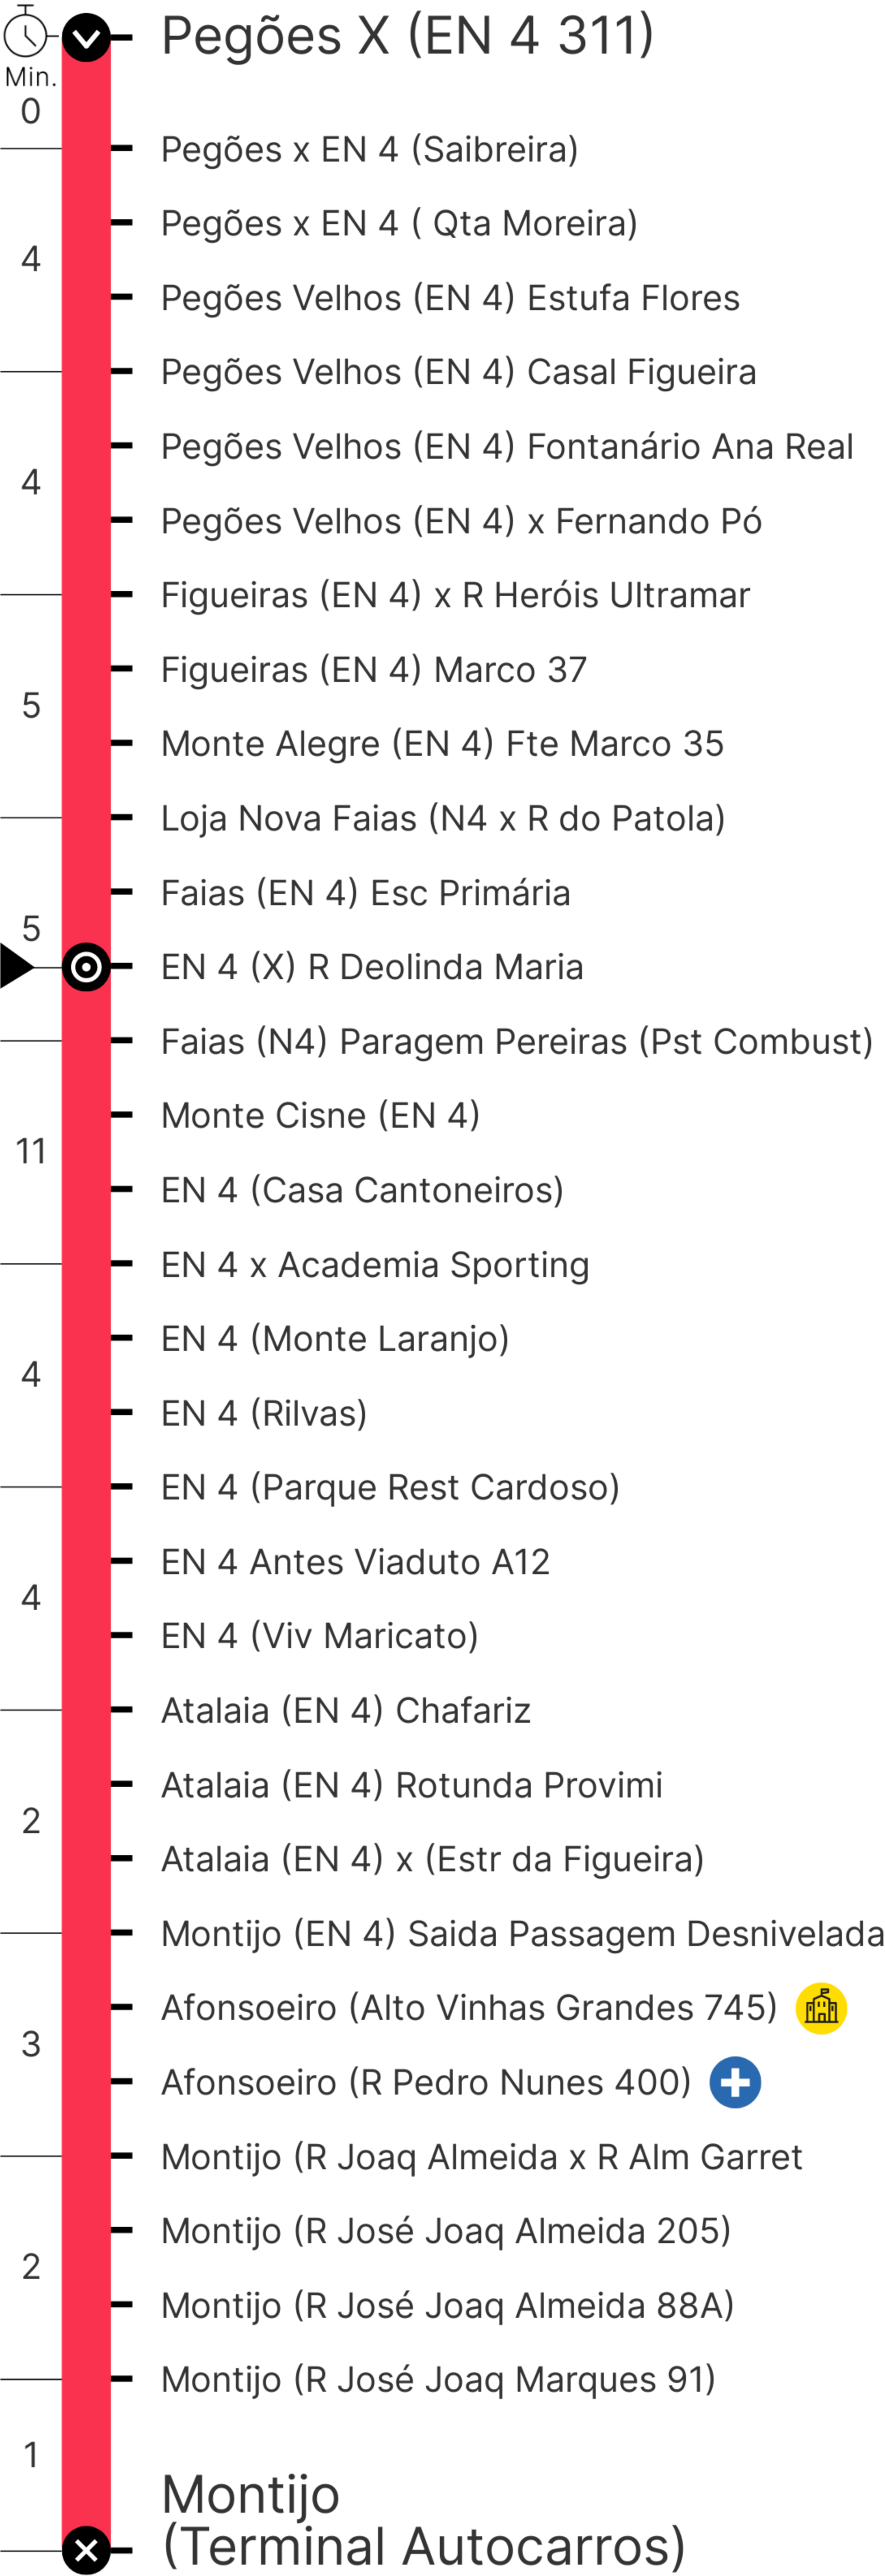 Pegões X (EN 4 311)
Min.
0
Pegões x EN 4 (Saibreira)
Pegões x EN 4 ( Qta Moreira)
4
Pegões Velhos (EN 4) Estufa Flores
Pegões Velhos (EN 4) Casal Figueira
Pegões Velhos (EN 4) Fontanário Ana Real
4
Pegões Velhos (EN 4) x Fernando Pó
Figueiras (EN 4) x R Heróis Ultramar
Figueiras (EN 4) Marco 37
5
Monte Alegre (EN 4) Fte Marco 35
Loja Nova Faias (N4 x R do Patola)
Faias (EN 4) Esc Primária
5
EN 4 (X) R Deolinda Maria
Faias (N4) Paragem Pereiras (Pst Combust)
Monte Cisne (EN 4)
11
EN 4 (Casa Cantoneiros)
EN 4 x Academia Sporting
EN 4 (Monte Laranjo)
4
EN 4 (Rilvas)
EN 4 (Parque Rest Cardoso)
EN 4 Antes Viaduto A12
4
EN 4 (Viv Maricato)
Atalaia (EN 4) Chafariz
Atalaia (EN 4) Rotunda Provimi
2
Atalaia (EN 4) x (Estr da Figueira)
Montijo (EN 4) Saida Passagem Desnivelada
Afonsoeiro (Alto Vinhas Grandes 745)
3
Afonsoeiro (R Pedro Nunes 400)
Montijo (R Joaq Almeida x R Alm Garret
Montijo (R José Joaq Almeida 205)
2
Montijo (R José Joaq Almeida 88A)
Montijo (R José Joaq Marques 91)
1
Montijo
(Terminal Autocarros)